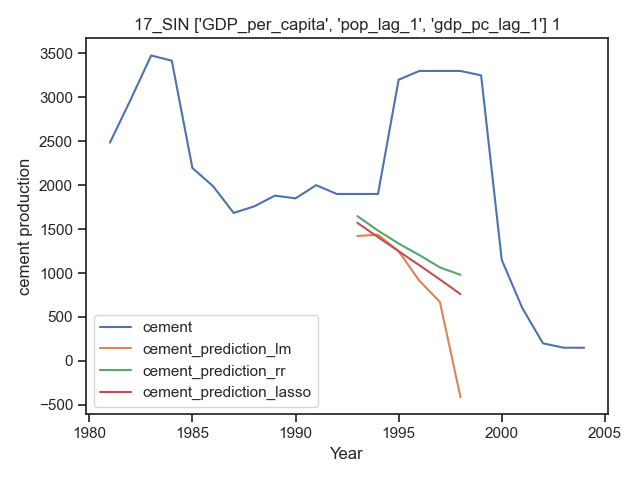 17_SIN ['GDP_per_capita', 'pop_lag_1', 'gdp_pc_lag_1'] 1
3500
3000
2500
2000
1500
1000
500
0
−500
cement production
cement
cement_prediction_lm
cement_prediction_rr
cement_prediction_lasso
1980
1985
1990
1995
2000
2005
Year